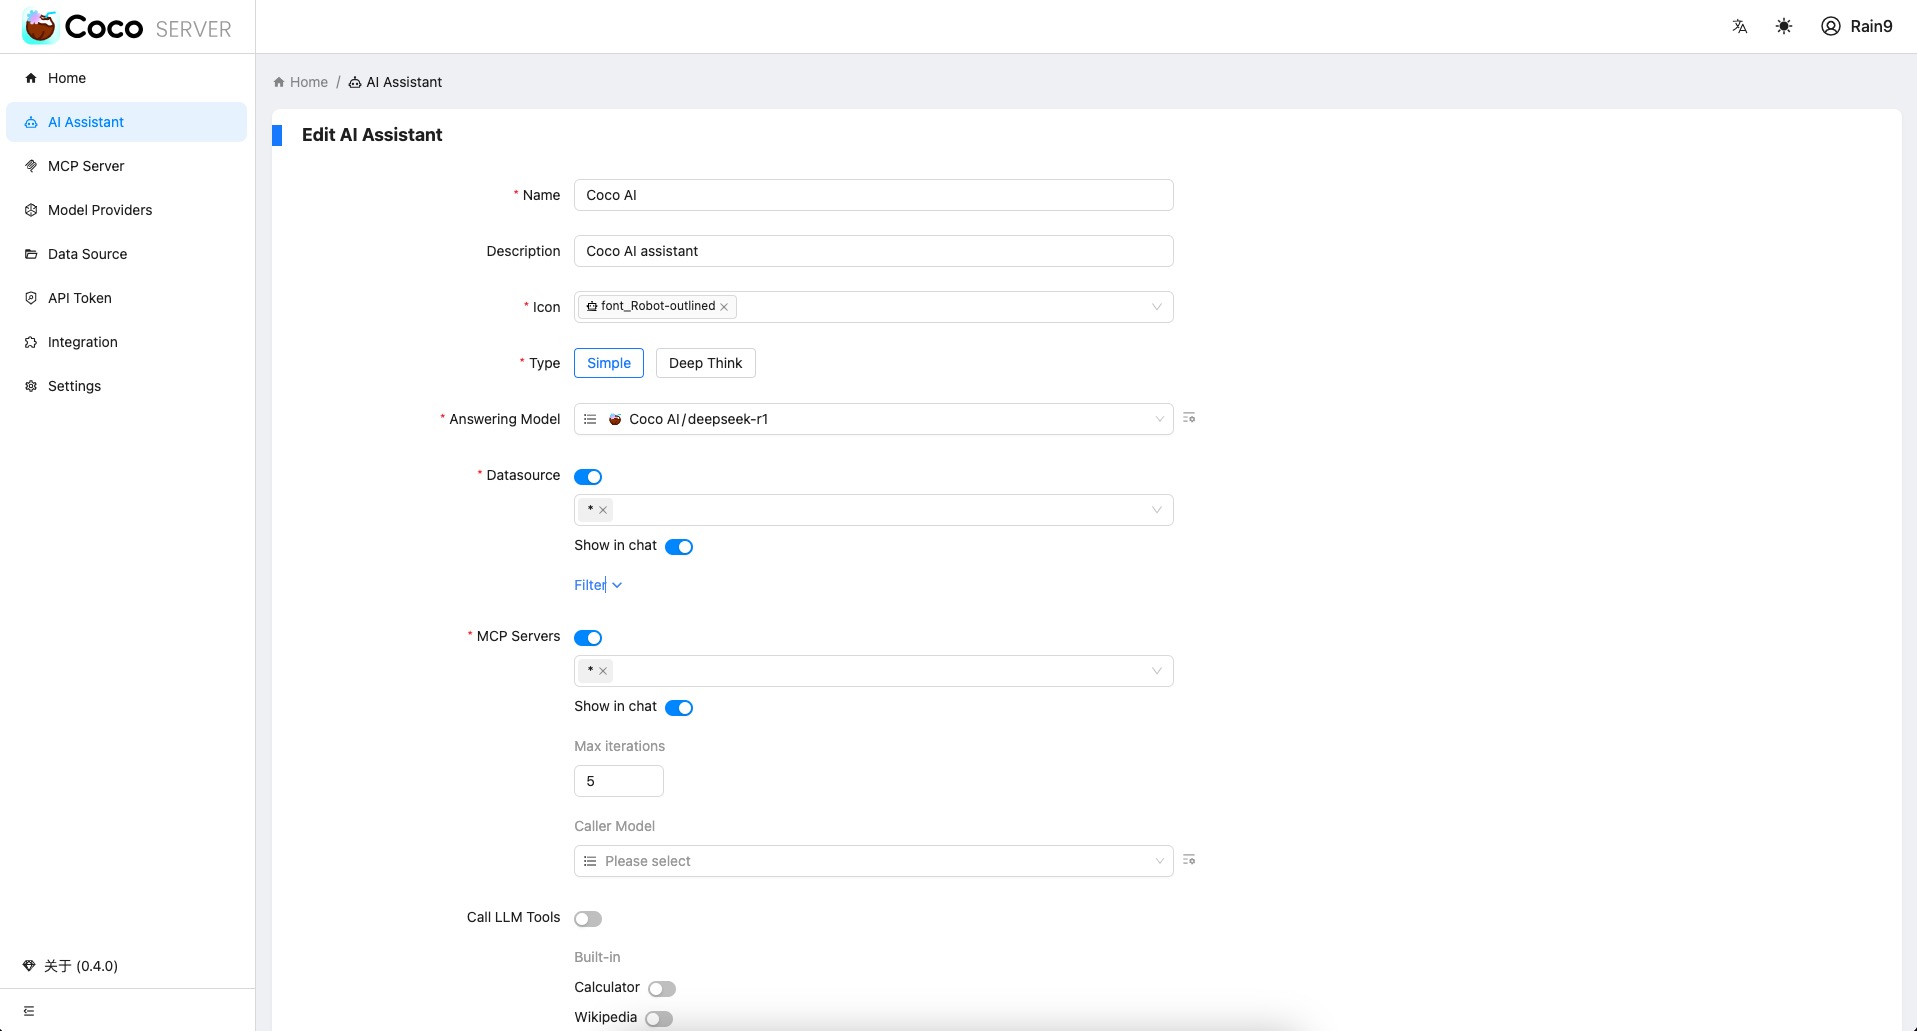 Coco SERVER
Rain9
Home
AI Assistant
MCP Server
Model Providers
Data Source
API Token
Integration
Settings
关于 (0.4.0)
Home / AI Assistant
Edit AI Assistant
* Name Coco AI
Description Coco AI assistant
* Icon font_Robot-outlined
* Type Simple Deep Think
* Answering Model Coco AI/deepseek-r1
* Datasource
*
Show in chat
Filter
* MCP Servers
*
Show in chat
Max iterations
5
Caller Model
Please select
Call LLM Tools
Built-in
Calculator
Wikipedia